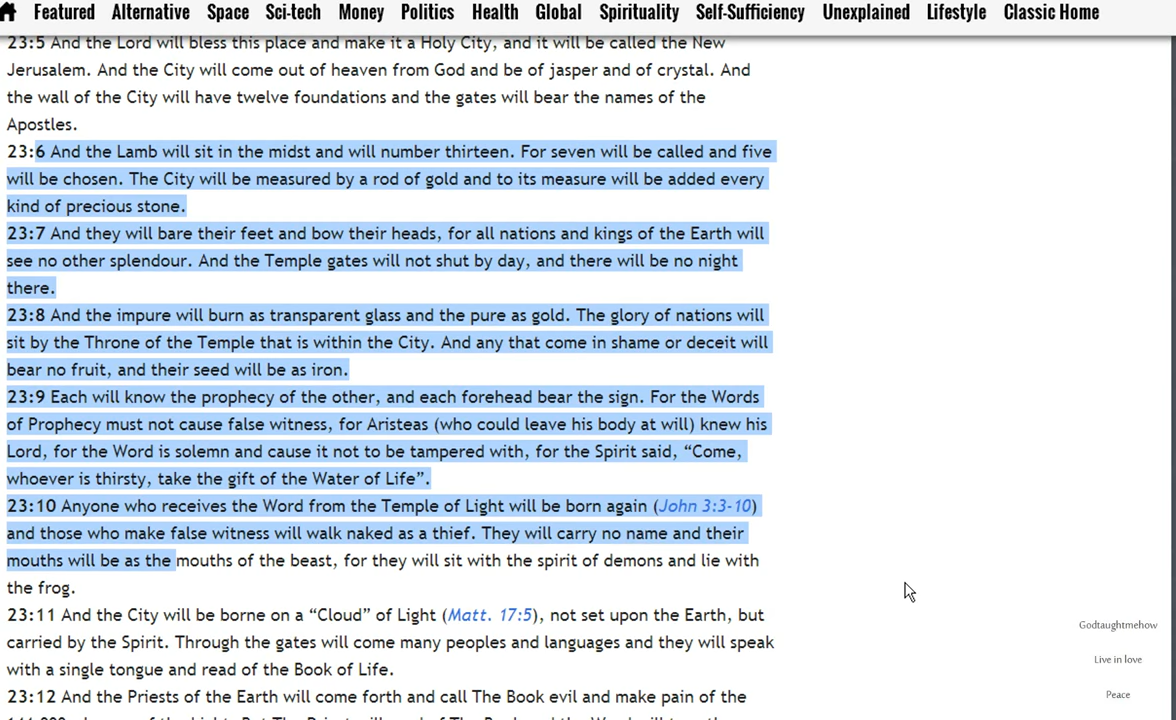 Featured Alternative Space Sci-tech Money Politics Health Global Spirituality Self-Sufficiency Unexplained Lifestyle Classic Home
23:5 And the Lord will bless this place and make it a Holy City, and it will be called the New
Jerusalem. And the City will come out of heaven from God and be of jasper and of crystal. And
the wall of the City will have twelve foundations and the gates will bear the names of the
Apostles.
23:6 And the Lamb will sit in the midst and will number thirteen. For seven will be called and five
will be chosen. The City will be measured by a rod of gold and to its measure will be added every
kind of precious stone.
23:7 And they will bare their feet and bow their heads, for all nations and kings of the Earth will
see no other splendour. And the Temple gates will not shut by day, and there will be no night
there.
23:8 And the impure will burn as transparent glass and the pure as gold. The glory of nations will
sit by the Throne of the Temple that is within the City. And any that come in shame or deceit will
bear no fruit, and their seed will be as iron.
23:9 Each will know the prophecy of the other, and each forehead bear the sign. For the Words
of Prophecy must not cause false witness, for Aristeas (who could leave his body at will) knew his
Lord, for the Word is solemn and cause it not to be tampered with, for the Spirit said, “Come,
whoever is thirsty, take the gift of the Water of Life”.
23:10 Anyone who receives the Word from the Temple of Light will be born again (John 3:3-10)
and those who make false witness will walk naked as a thief. They will carry no name and their
mouths will be as the mouths of the beast, for they will sit with the spirit of demons and lie with
the frog.
23:11 And the City will be borne on a “Cloud” of Light (Matt. 17:5), not set upon the Earth, but
carried by the Spirit. Through the gates will come many peoples and languages and they will speak
with a single tongue and read of the Book of Life.
23:12 And the Priests of the Earth will come forth and call The Book evil and make pain of the
Godtaughtmehow
Live in love
Peace